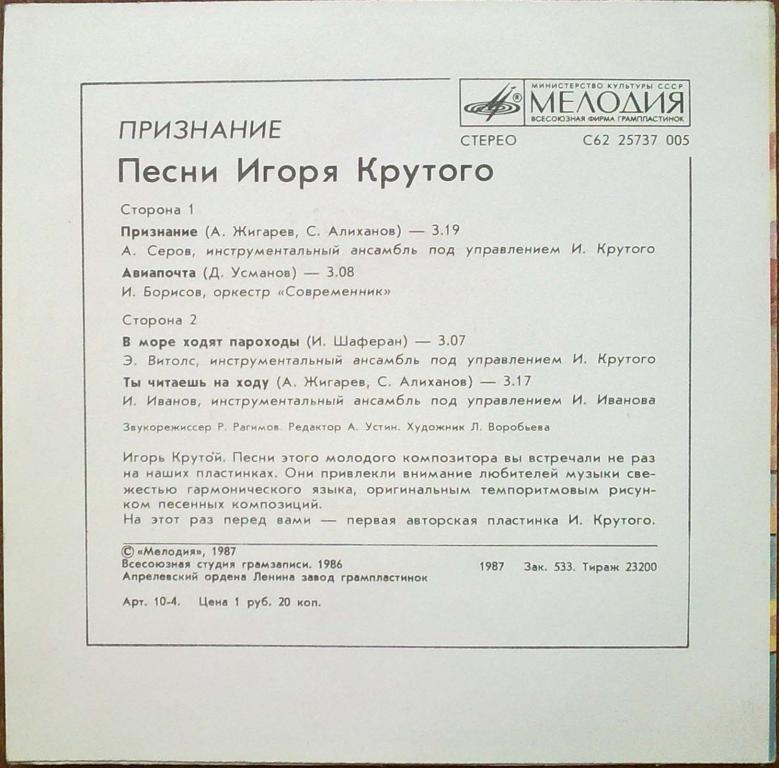 МИНИСТЕРСТВО КУЛЬТУРЫ СССР
® МЕЛОДИЯ
ВСЕСОЮЗНАЯ ФИРМА ГРАМПЛАСТИНОК
ПРИЗНАНИЕ
СТЕРЕО С62 25737 005
Песни Игоря Крутого
Сторона 1
Признание (А. Жигарев, С. Алиханов) — 3.19
А. Серов, инструментальный ансамбль под управлением И. Крутого
Авиапочта (Д. Усманов) — 3.08
И. Борисов, оркестр «Современник»
Сторона 2
В море ходят пароходы (И. Шаферан) — 3.07
Э. Витолс, инструментальный ансамбль под управлением И. Крутого
Ты читаешь на ходу (А. Жигарев, С. Алиханов) — 3.17
И. Иванов, инструментальный ансамбль под управлением И. Иванова
Звукорежиссер Р. Рагимов. Редактор А. Устин. Художник Л. Воробьева
Игорь Крутой. Песни этого молодого композитора вы встречали не раз
на наших пластинках. Они привлекли внимание любителей музыки све-
жестью гармонического языка, оригинальным темпоритмовым рисун-
ком песенных композиций.
На этот раз перед вами — первая авторская пластинка И. Крутого.
© «Мелодия», 1987
Всесоюзная студия грамзаписи. 1986 1987 Зак. 533. Тираж 23200
Апрелевский ордена Ленина завод грампластинок
Арт. 10-4. Цена 1 руб. 20 коп.